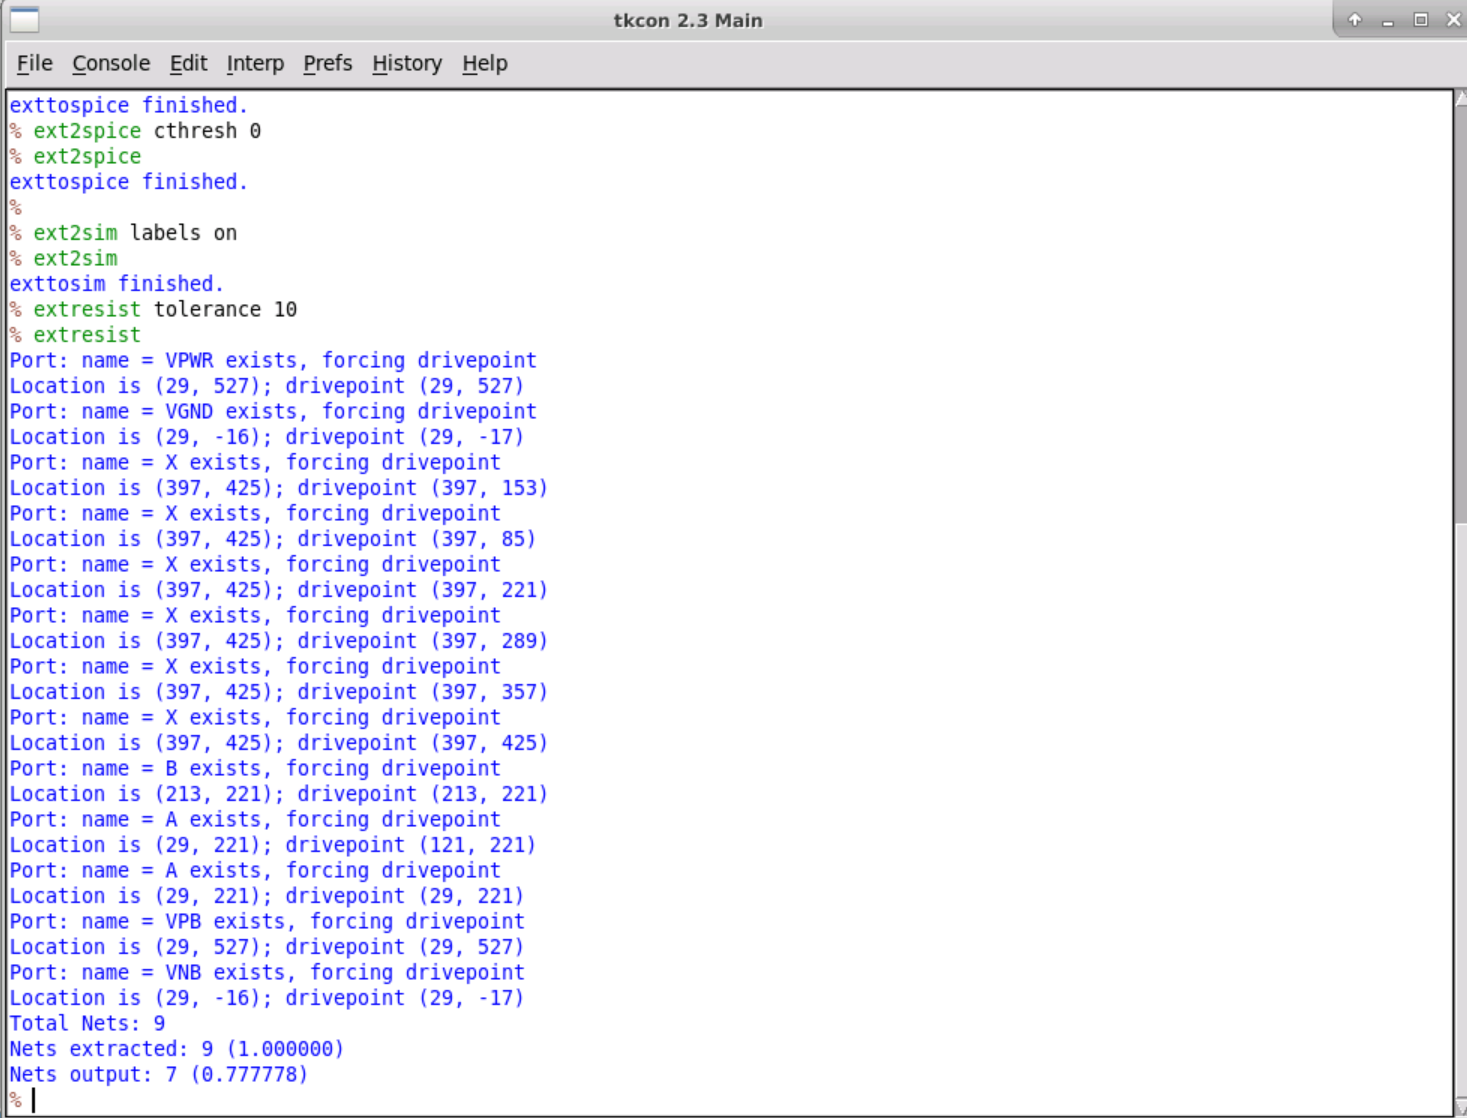 tkcon 2.3 Main
File Console Edit Interp Prefs History Help
exttospice finished.
% ext2spice cthresh 0
% ext2spice
exttospice finished.
%
% ext2sim labels on
% ext2sim
exttosim finished.
% extresist tolerance 10
% extresist
Port: name = VPWR exists, forcing drivepoint
Location is (29, 527); drivepoint (29, 527)
Port: name = VGND exists, forcing drivepoint
Location is (29, -16); drivepoint (29, -17)
Port: name = X exists, forcing drivepoint
Location is (397, 425); drivepoint (397, 153)
Port: name = X exists, forcing drivepoint
Location is (397, 425); drivepoint (397, 85)
Port: name = X exists, forcing drivepoint
Location is (397, 425); drivepoint (397, 221)
Port: name = X exists, forcing drivepoint
Location is (397, 425); drivepoint (397, 289)
Port: name = X exists, forcing drivepoint
Location is (397, 425); drivepoint (397, 357)
Port: name = X exists, forcing drivepoint
Location is (397, 425); drivepoint (397, 425)
Port: name = B exists, forcing drivepoint
Location is (213, 221); drivepoint (213, 221)
Port: name = A exists, forcing drivepoint
Location is (29, 221); drivepoint (121, 221)
Port: name = A exists, forcing drivepoint
Location is (29, 221); drivepoint (29, 221)
Port: name = VPB exists, forcing drivepoint
Location is (29, 527); drivepoint (29, 527)
Port: name = VNB exists, forcing drivepoint
Location is (29, -16); drivepoint (29, -17)
Total Nets: 9
Nets extracted: 9 (1.000000)
Nets output: 7 (0.777778)
%